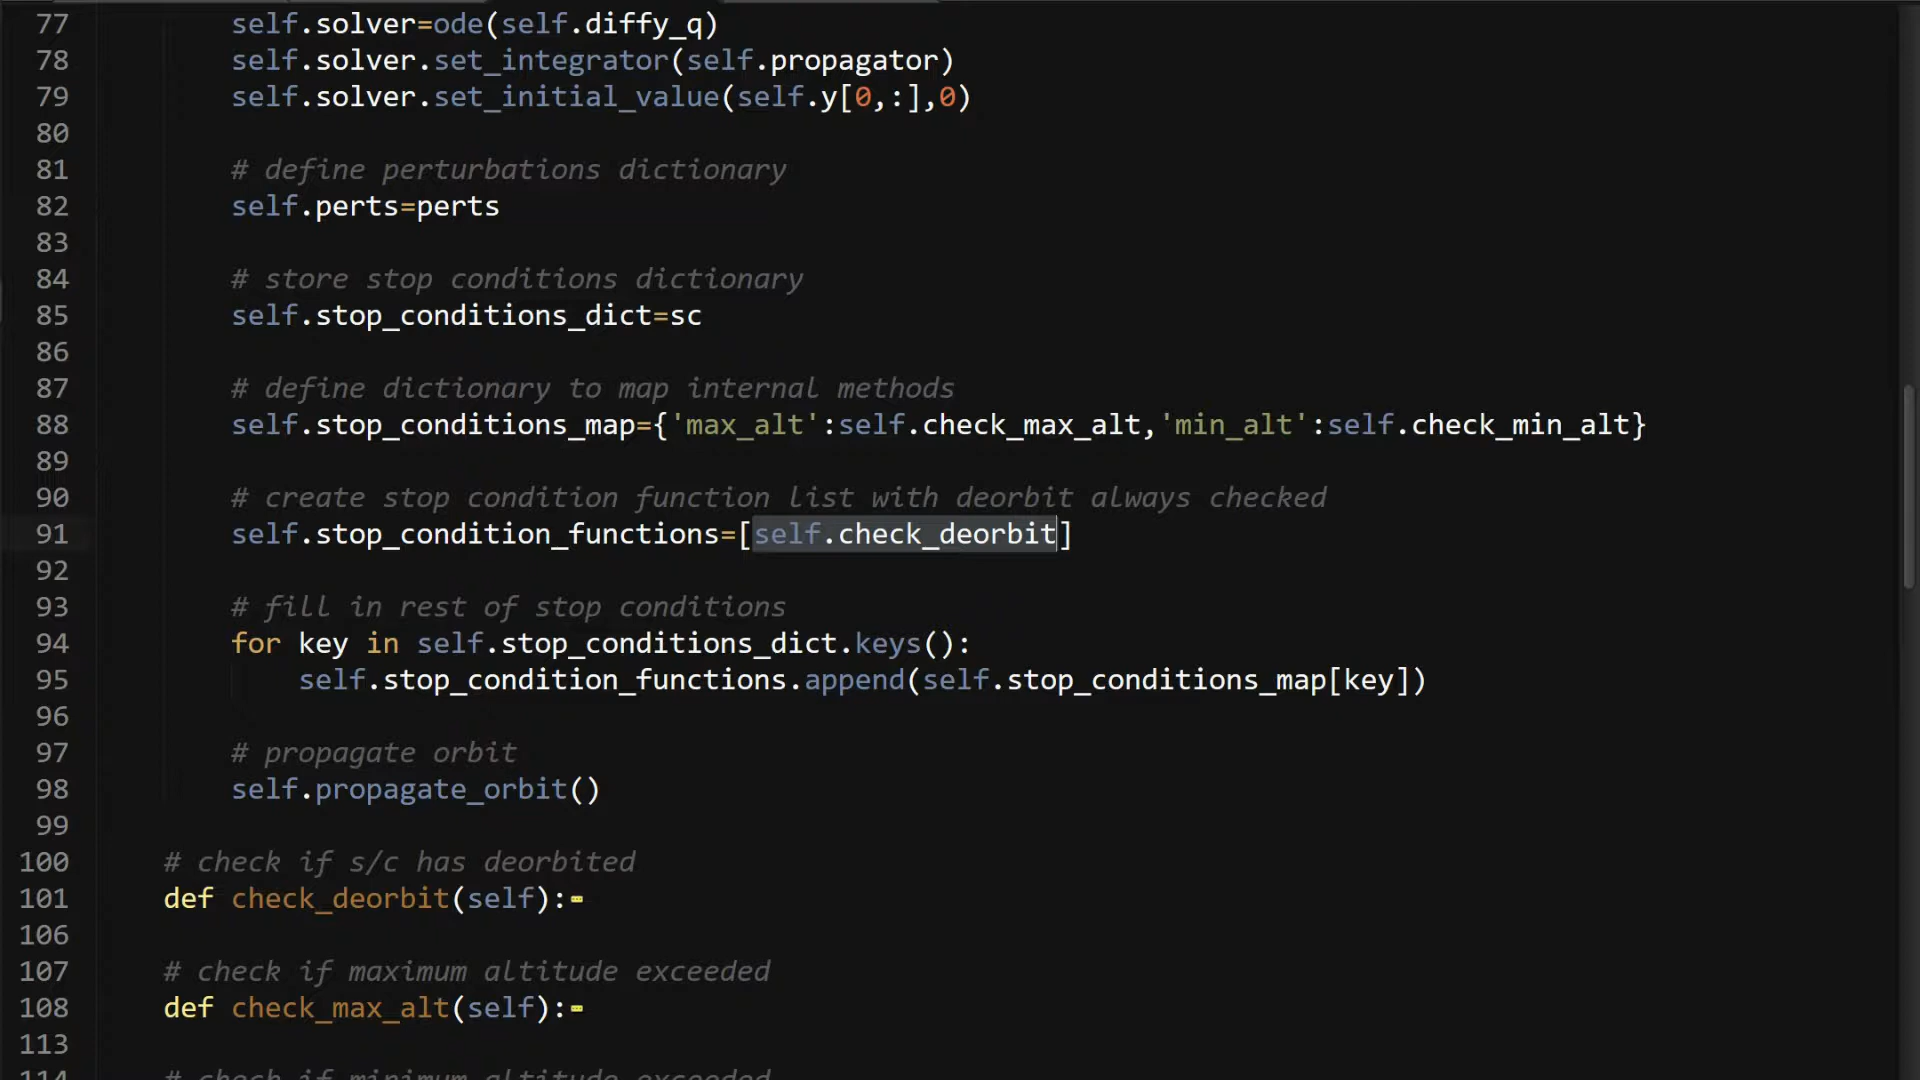 77 self.solver=ode(self.diffy_q)
78 self.solver.set_integrator(self.propagator)
79 self.solver.set_initial_value(self.y[0,:],0)
80
81 # define perturbations dictionary
82 self.perts=perts
83
84 # store stop conditions dictionary
85 self.stop_conditions_dict=sc
86
87 # define dictionary to map internal methods
88 self.stop_conditions_map={'max_alt':self.check_max_alt,'min_alt':self.check_min_alt}
89
90 # create stop condition function list with deorbit always checked
91 self.stop_condition_functions=[self.check_deorbit]
92
93 # fill in rest of stop conditions
94 for key in self.stop_conditions_dict.keys():
95 self.stop_condition_functions.append(self.stop_conditions_map[key])
96
97 # propagate orbit
98 self.propagate_orbit()
99
100 # check if s/c has deorbited
101 def check_deorbit(self):
106
107 # check if maximum altitude exceeded
108 def check_max_alt(self):
113
114 # check if minimum altitude exceeded